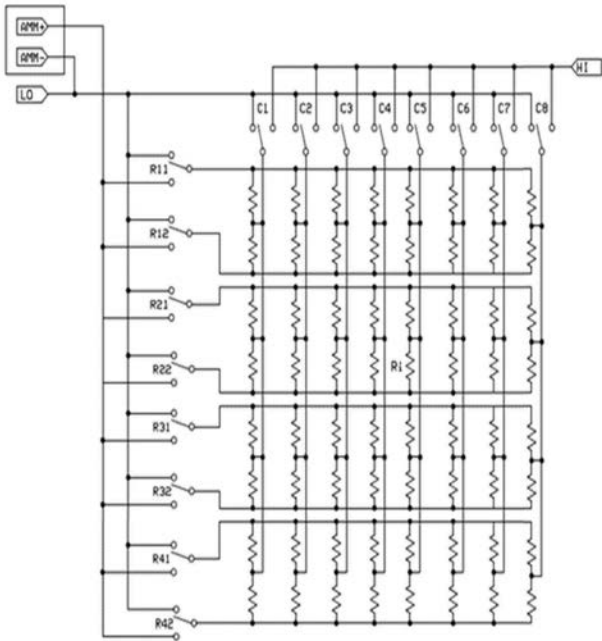 AMM+
AMM-
LO
HI
C1 C2 C3 C4 C5 C6 C7 C8
R11
R12
R21
R22
Ri
R31
R32
R41
R42